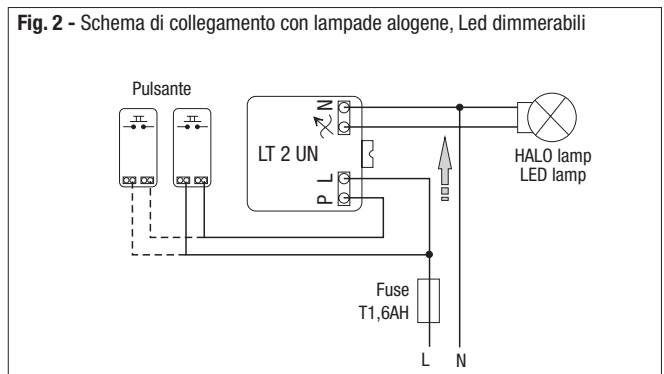 Fig. 2 - Schema di collegamento con lampade alogene, Led dimmerabili
Pulsante
N
LT 2 UN
L
P
HALO lamp
LED lamp
Fuse
T1,6AH
L N